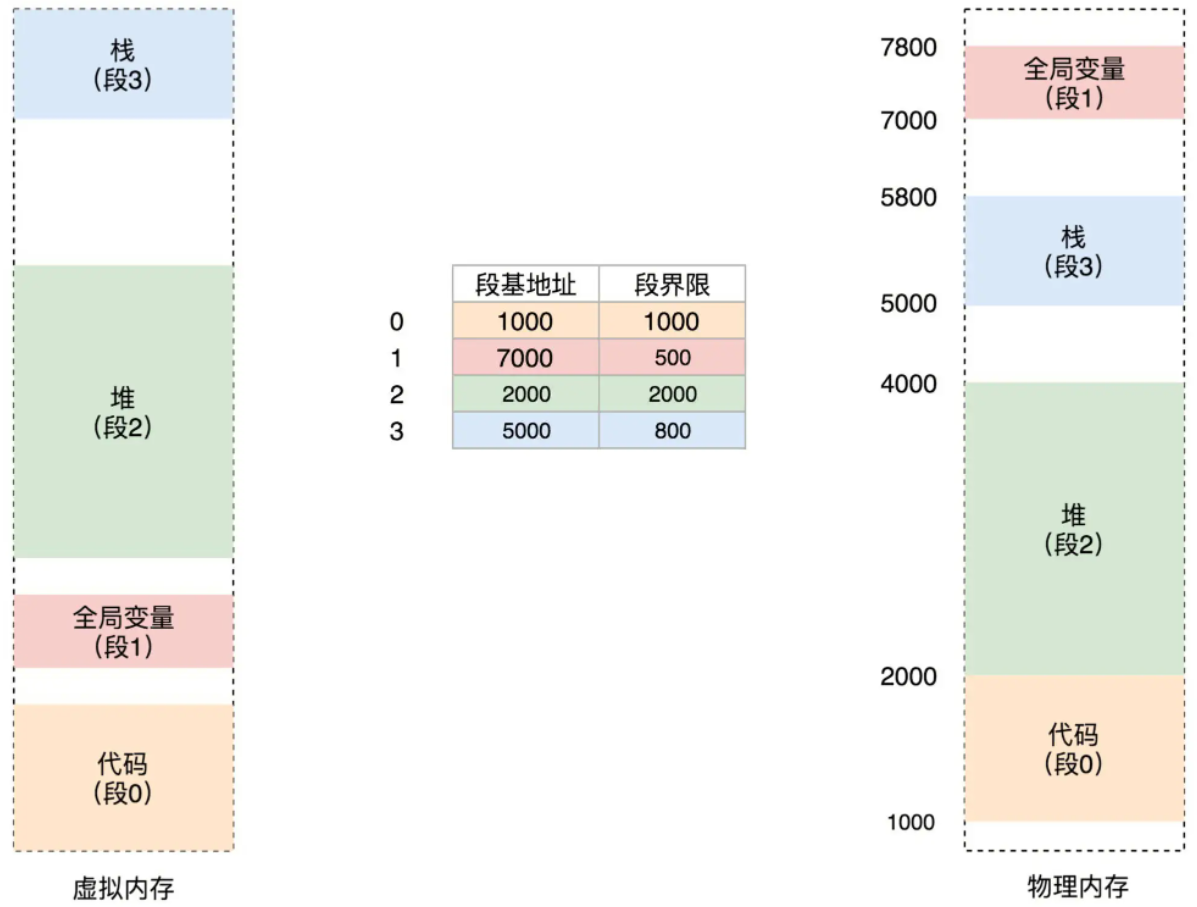 栈
（段3）
堆
（段2）
全局变量
（段1）
代码
（段0）
虚拟内存
段基地址 段界限
0 1000 1000
1 7000 500
2 2000 2000
3 5000 800
7800
全局变量
（段1）
7000
5800
栈
（段3）
5000
4000
堆
（段2）
2000
代码
（段0）
1000
物理内存